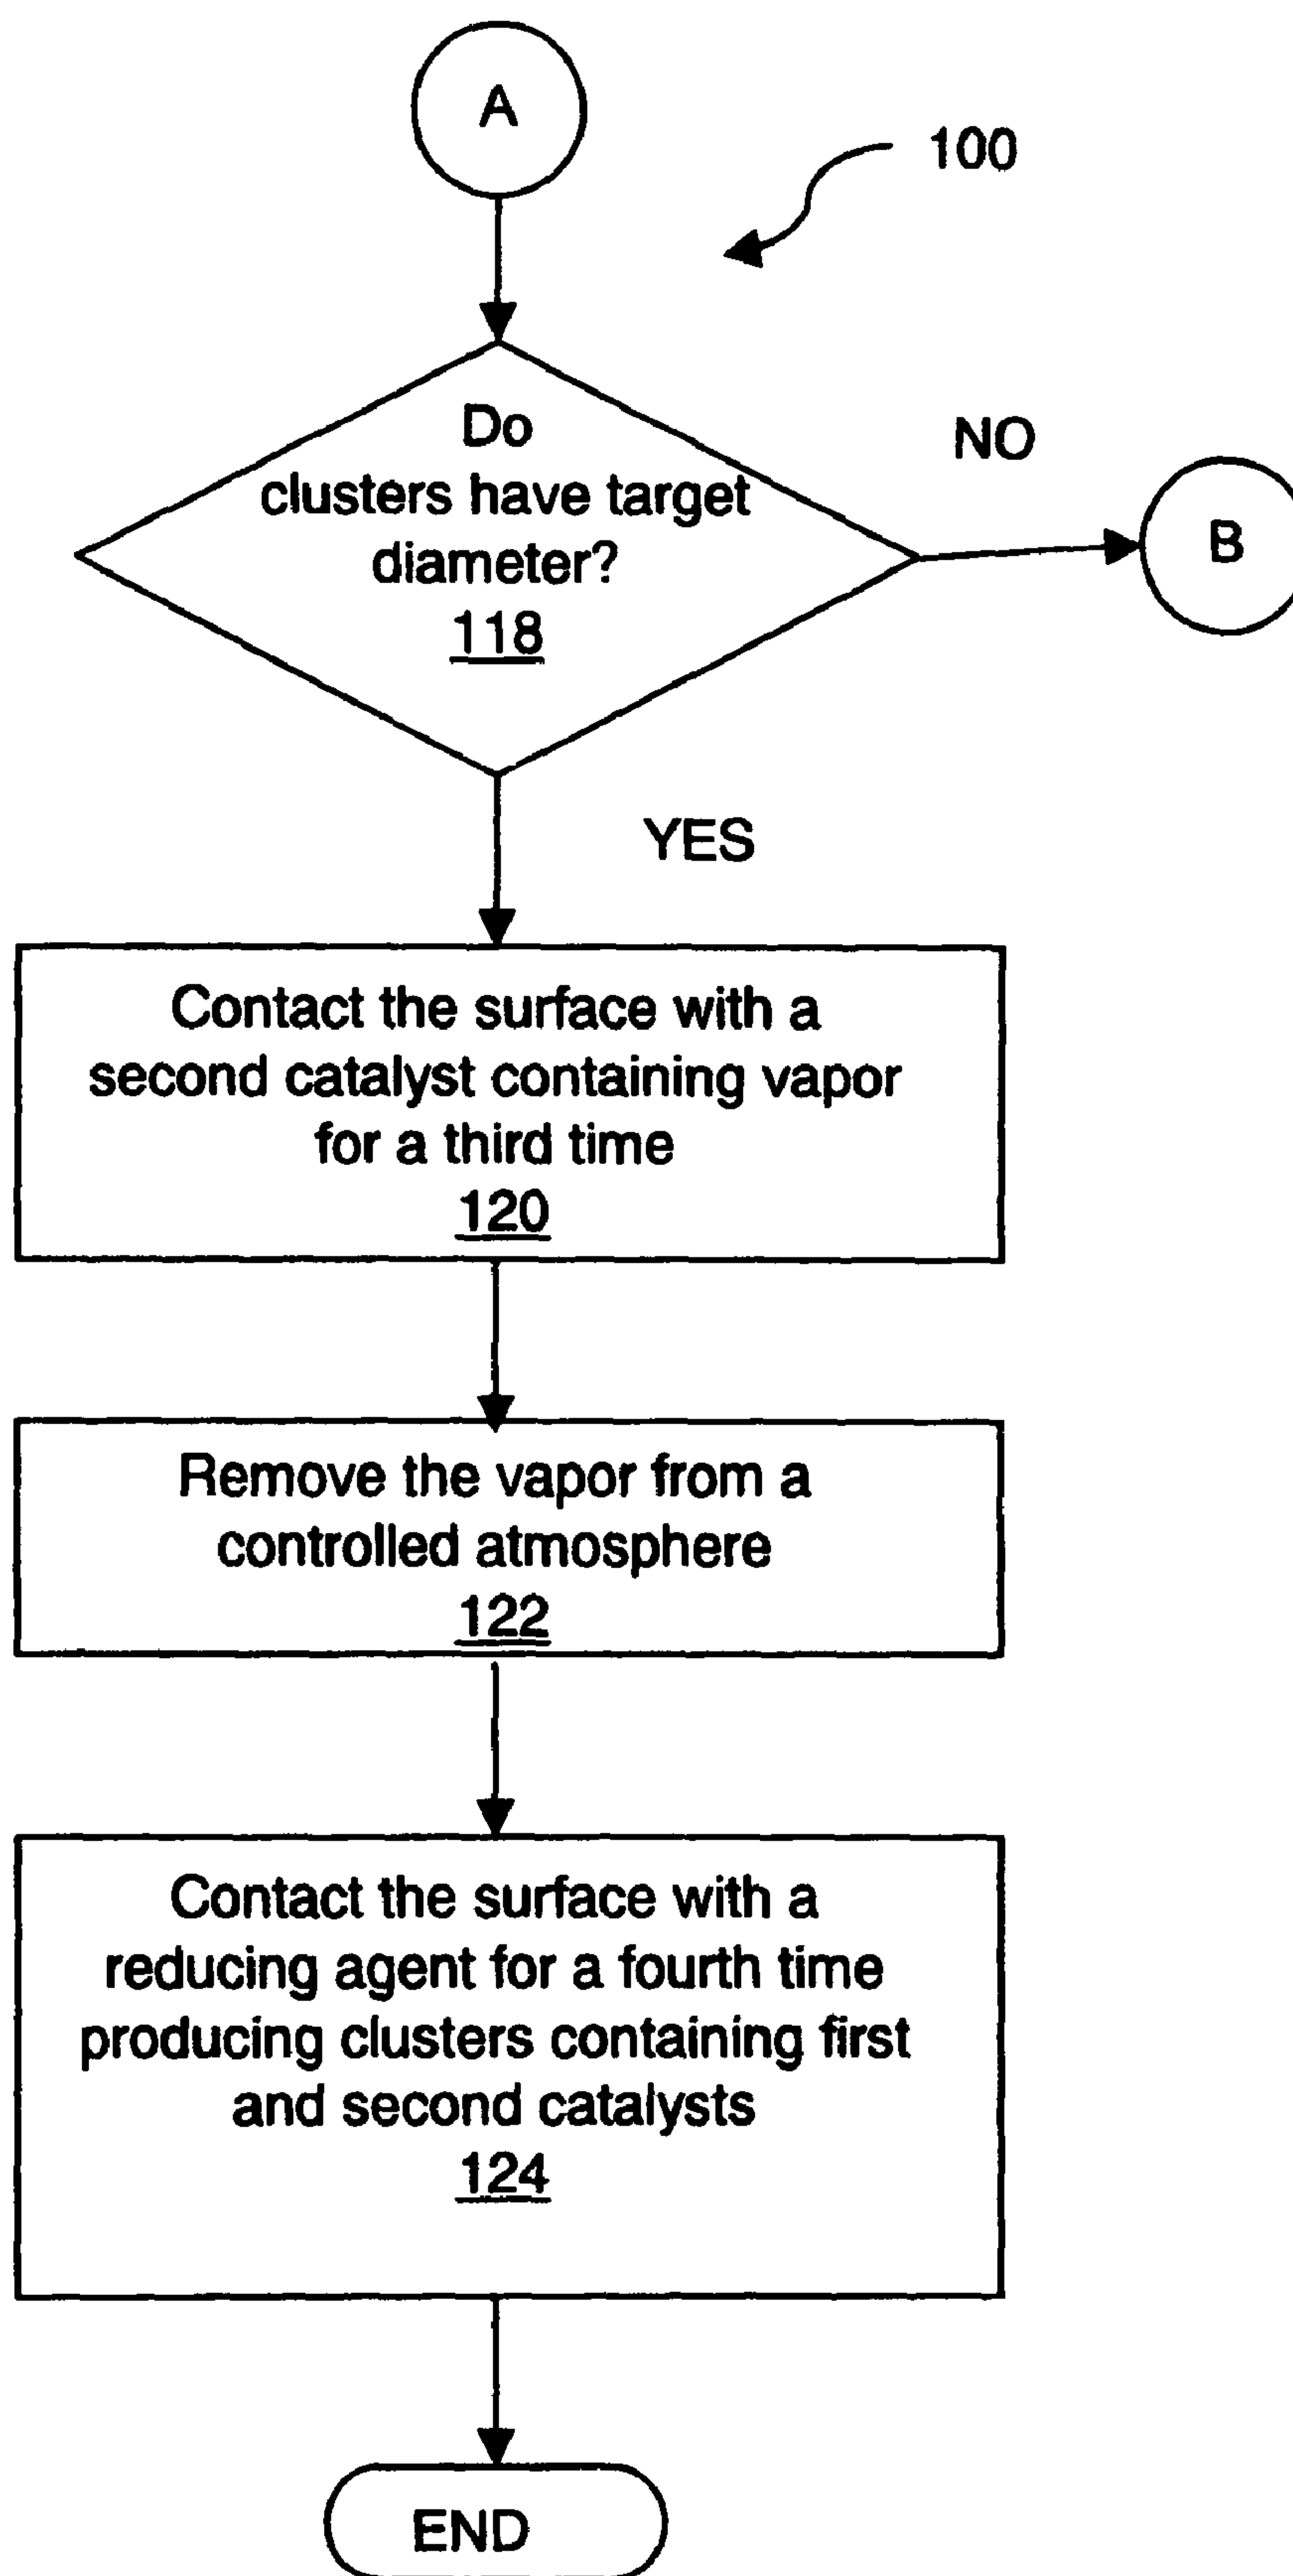 A
100
Do
clusters have target
diameter?
118
NO
B
YES
Contact the surface with a
second catalyst containing vapor
for a third time
120
Remove the vapor from a
controlled atmosphere
122
Contact the surface with a
reducing agent for a fourth time
producing clusters containing first
and second catalysts
124
END